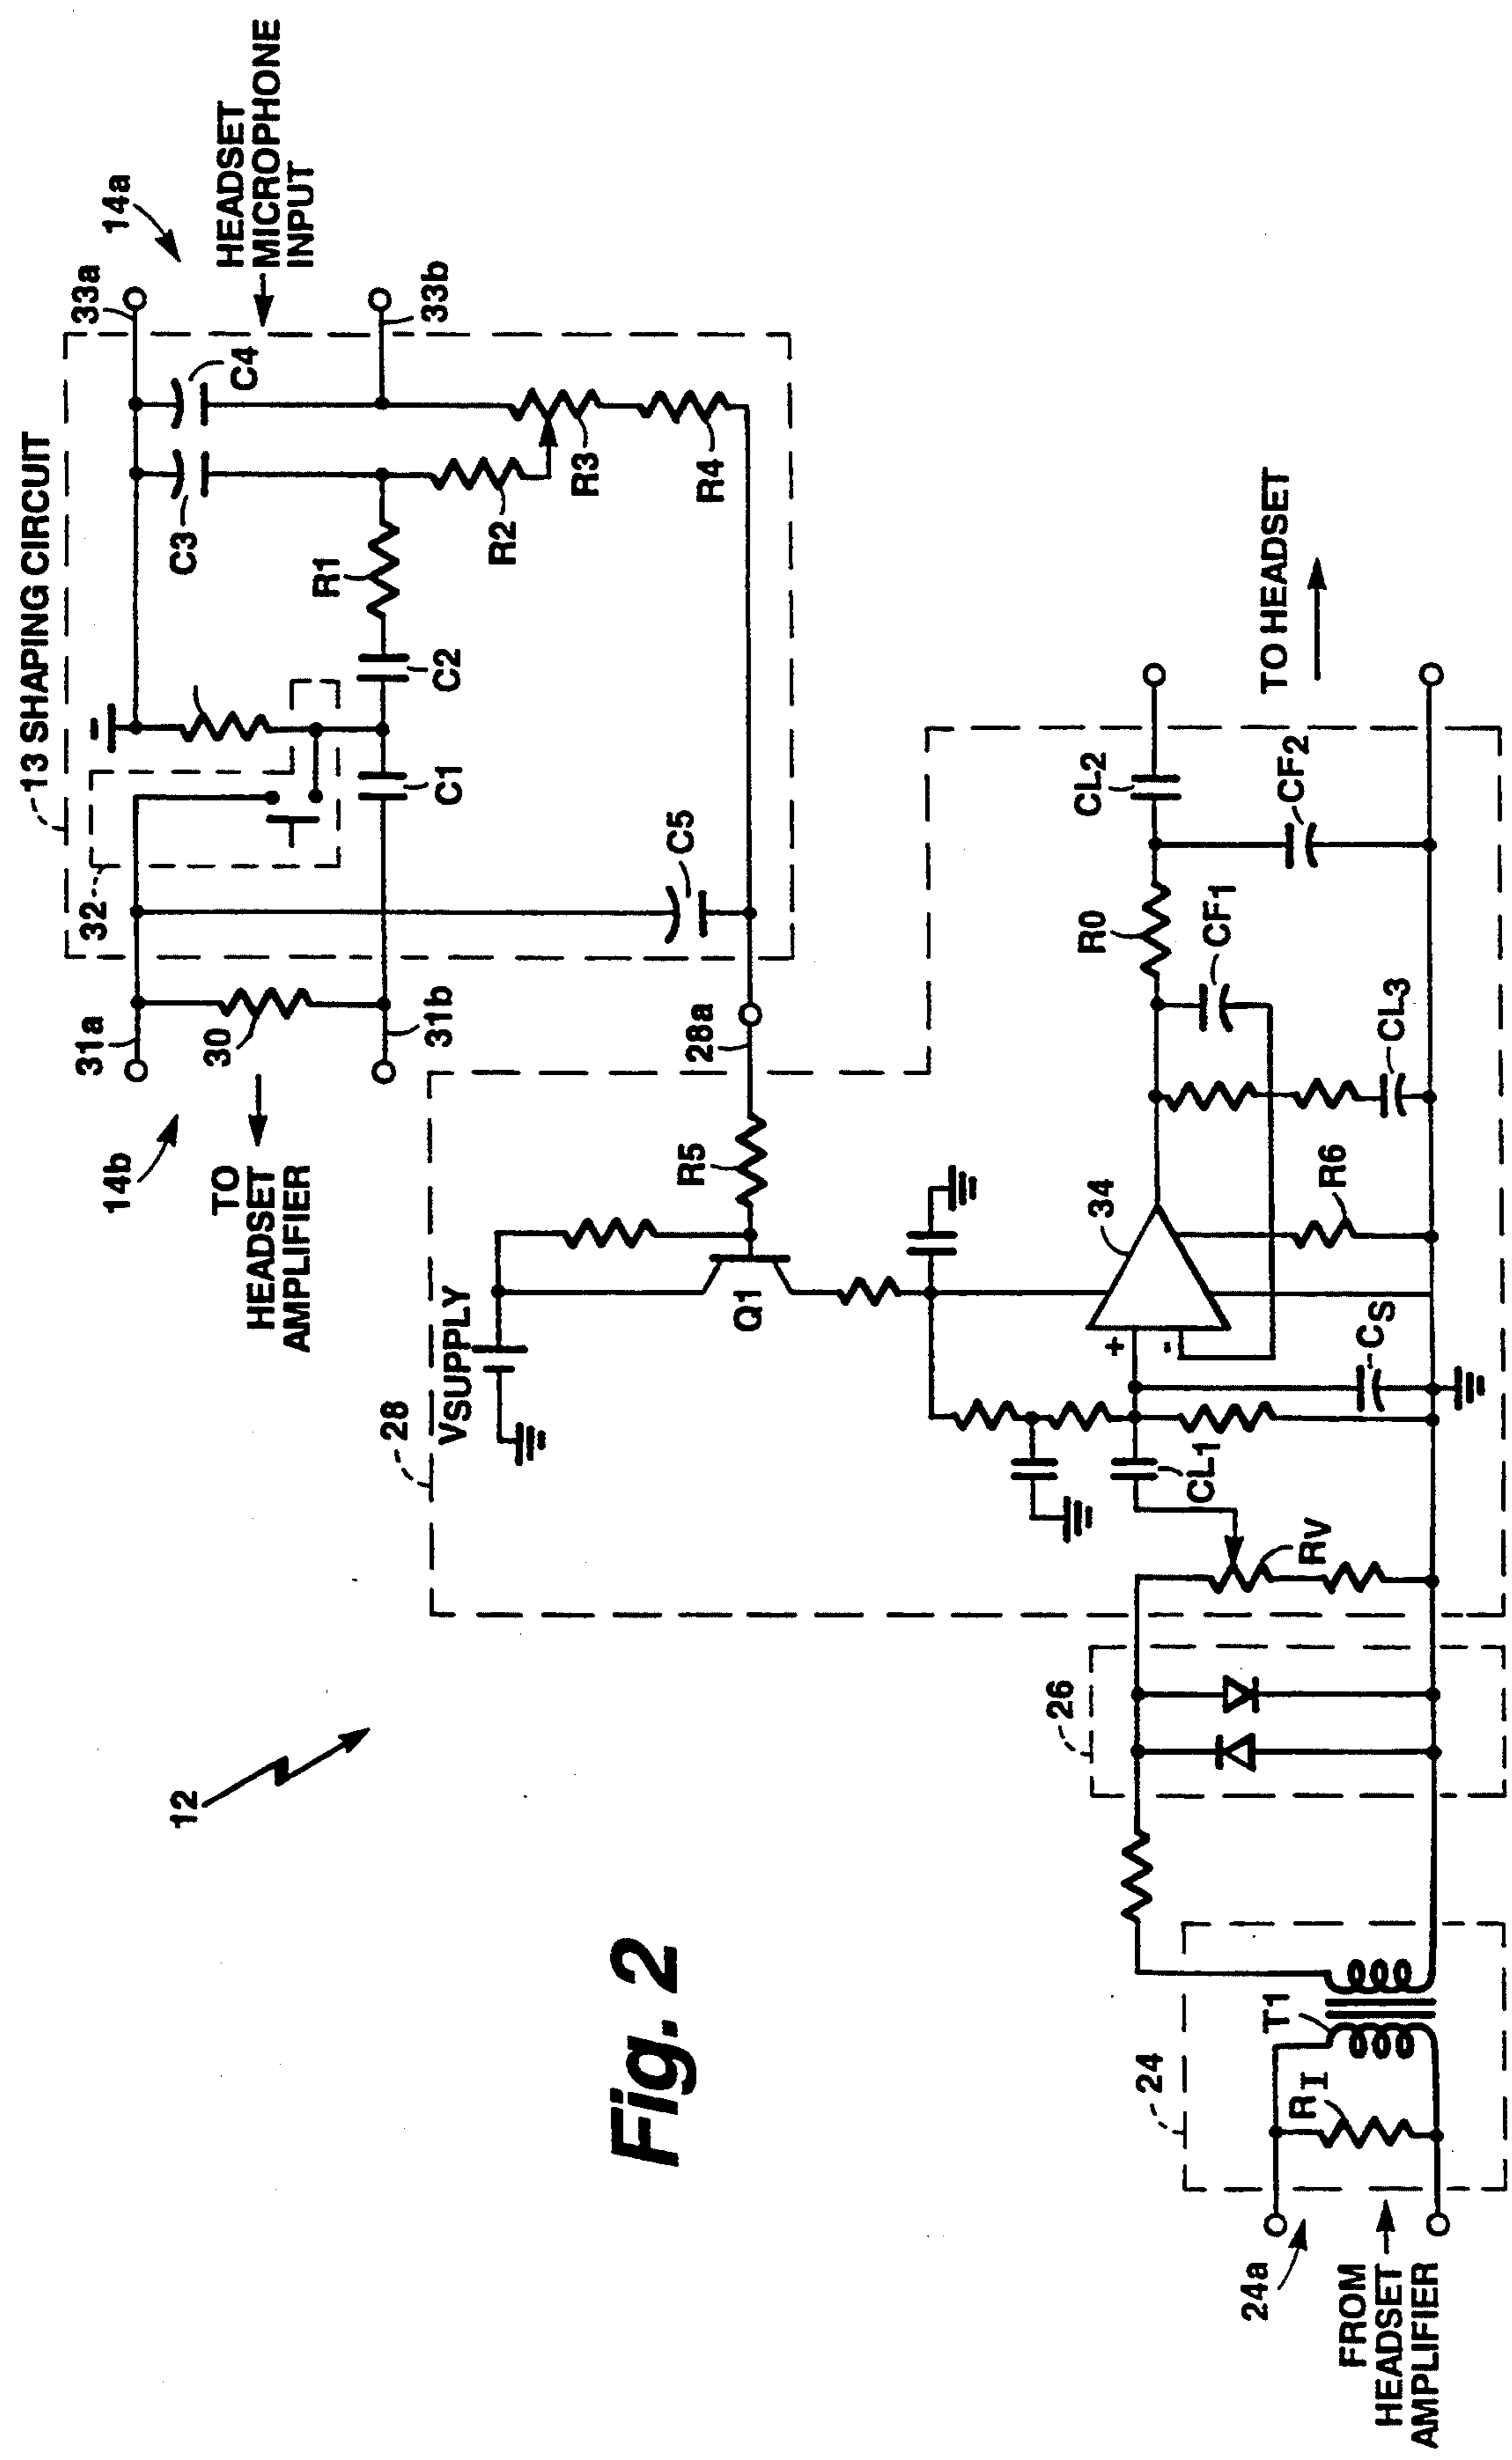 13 SHAPING CIRCUIT
14a
33a
HEADSET
MICROPHONE
INPUT
33b
C4
C3
R1
R2
R3
R4
C2
C1
32
C5
31a
30
31b
14b
TO
HEADSET
AMPLIFIER
28a
R5
VSUPPLY
Q1
28
34
+
-
R6
R0
CF1
CL2
CF2
CL3
TO HEADSET
CS
CL1
RV
26
12
24
T1
RI
24a
FROM
HEADSET
AMPLIFIER
Fig. 2